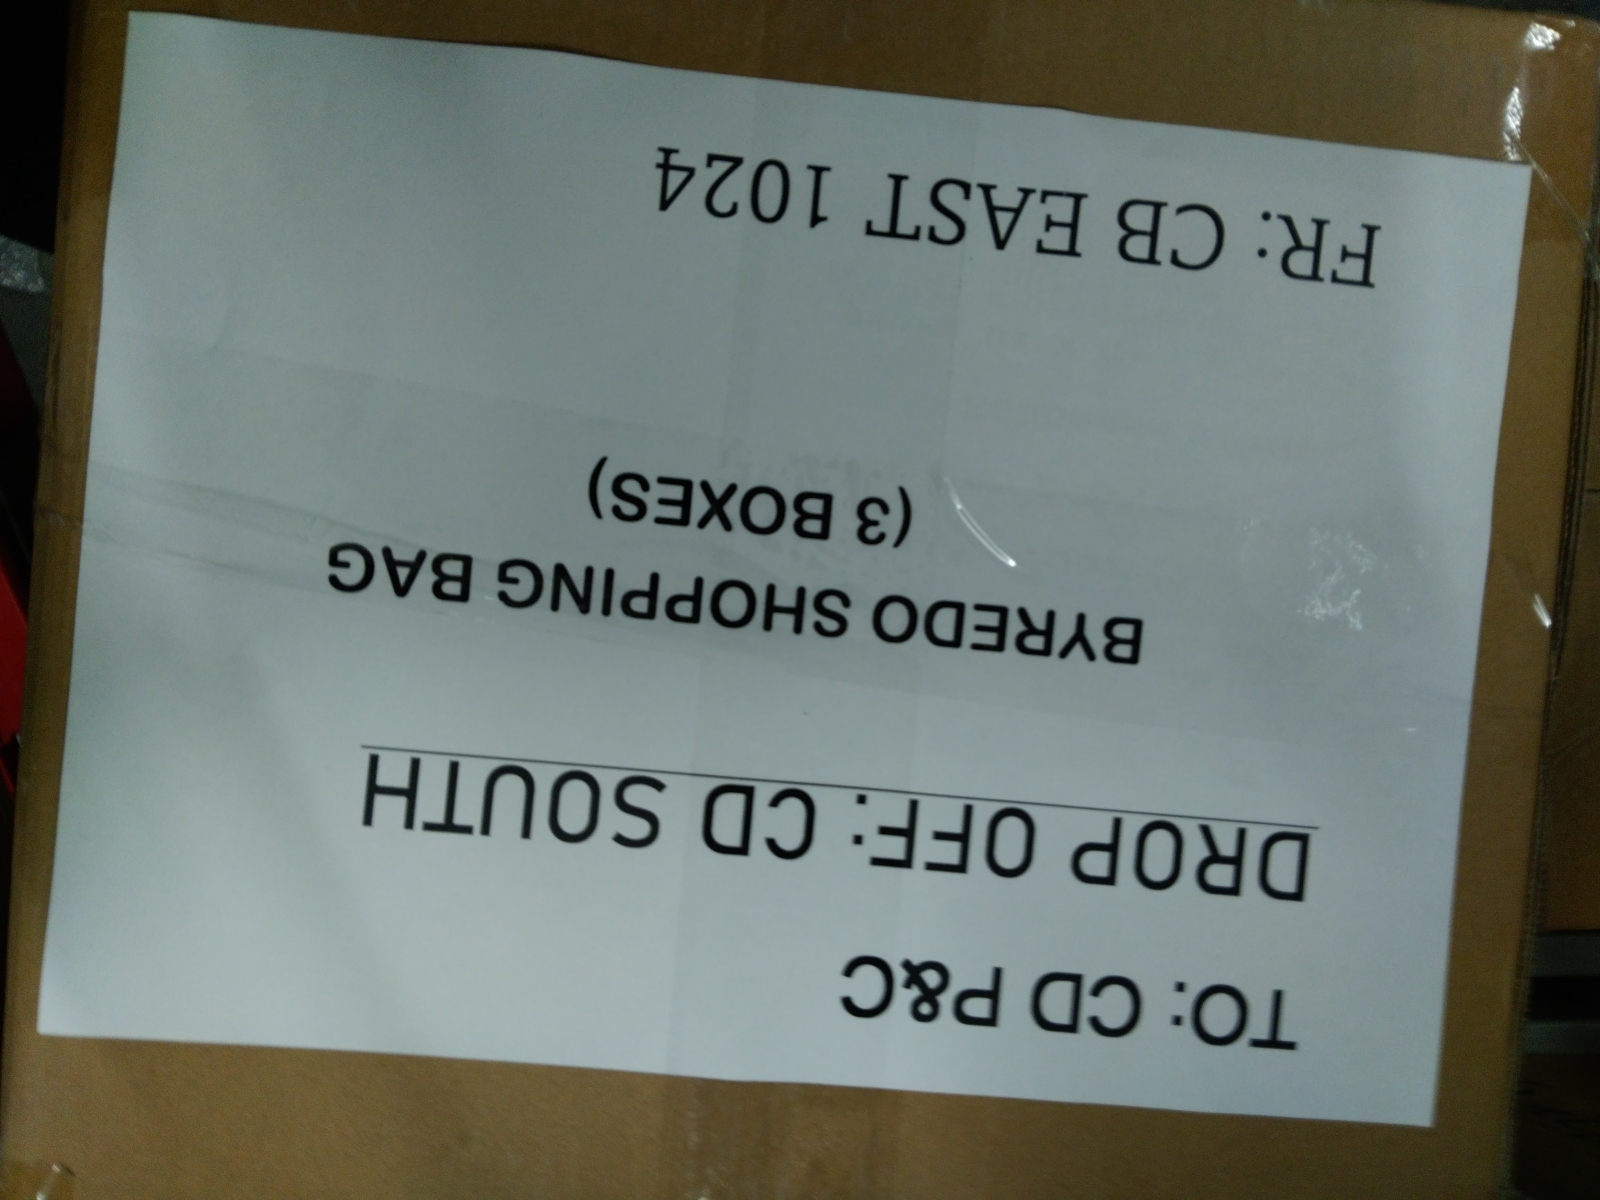 TO: CD P&C
DROP OFF: CD SOUTH
BYREDO SHOPPING BAG
(3 BOXES)
FR: CB EAST 1024